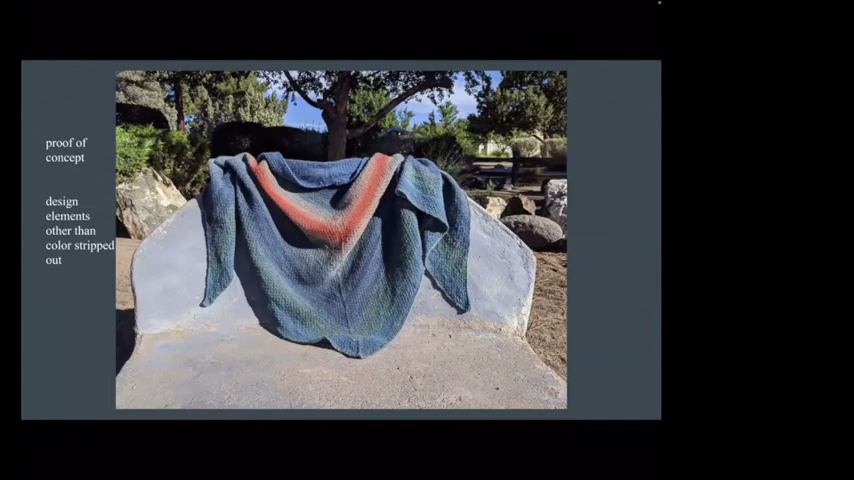 proof of
concept
design
elements
other than
color stripped
out